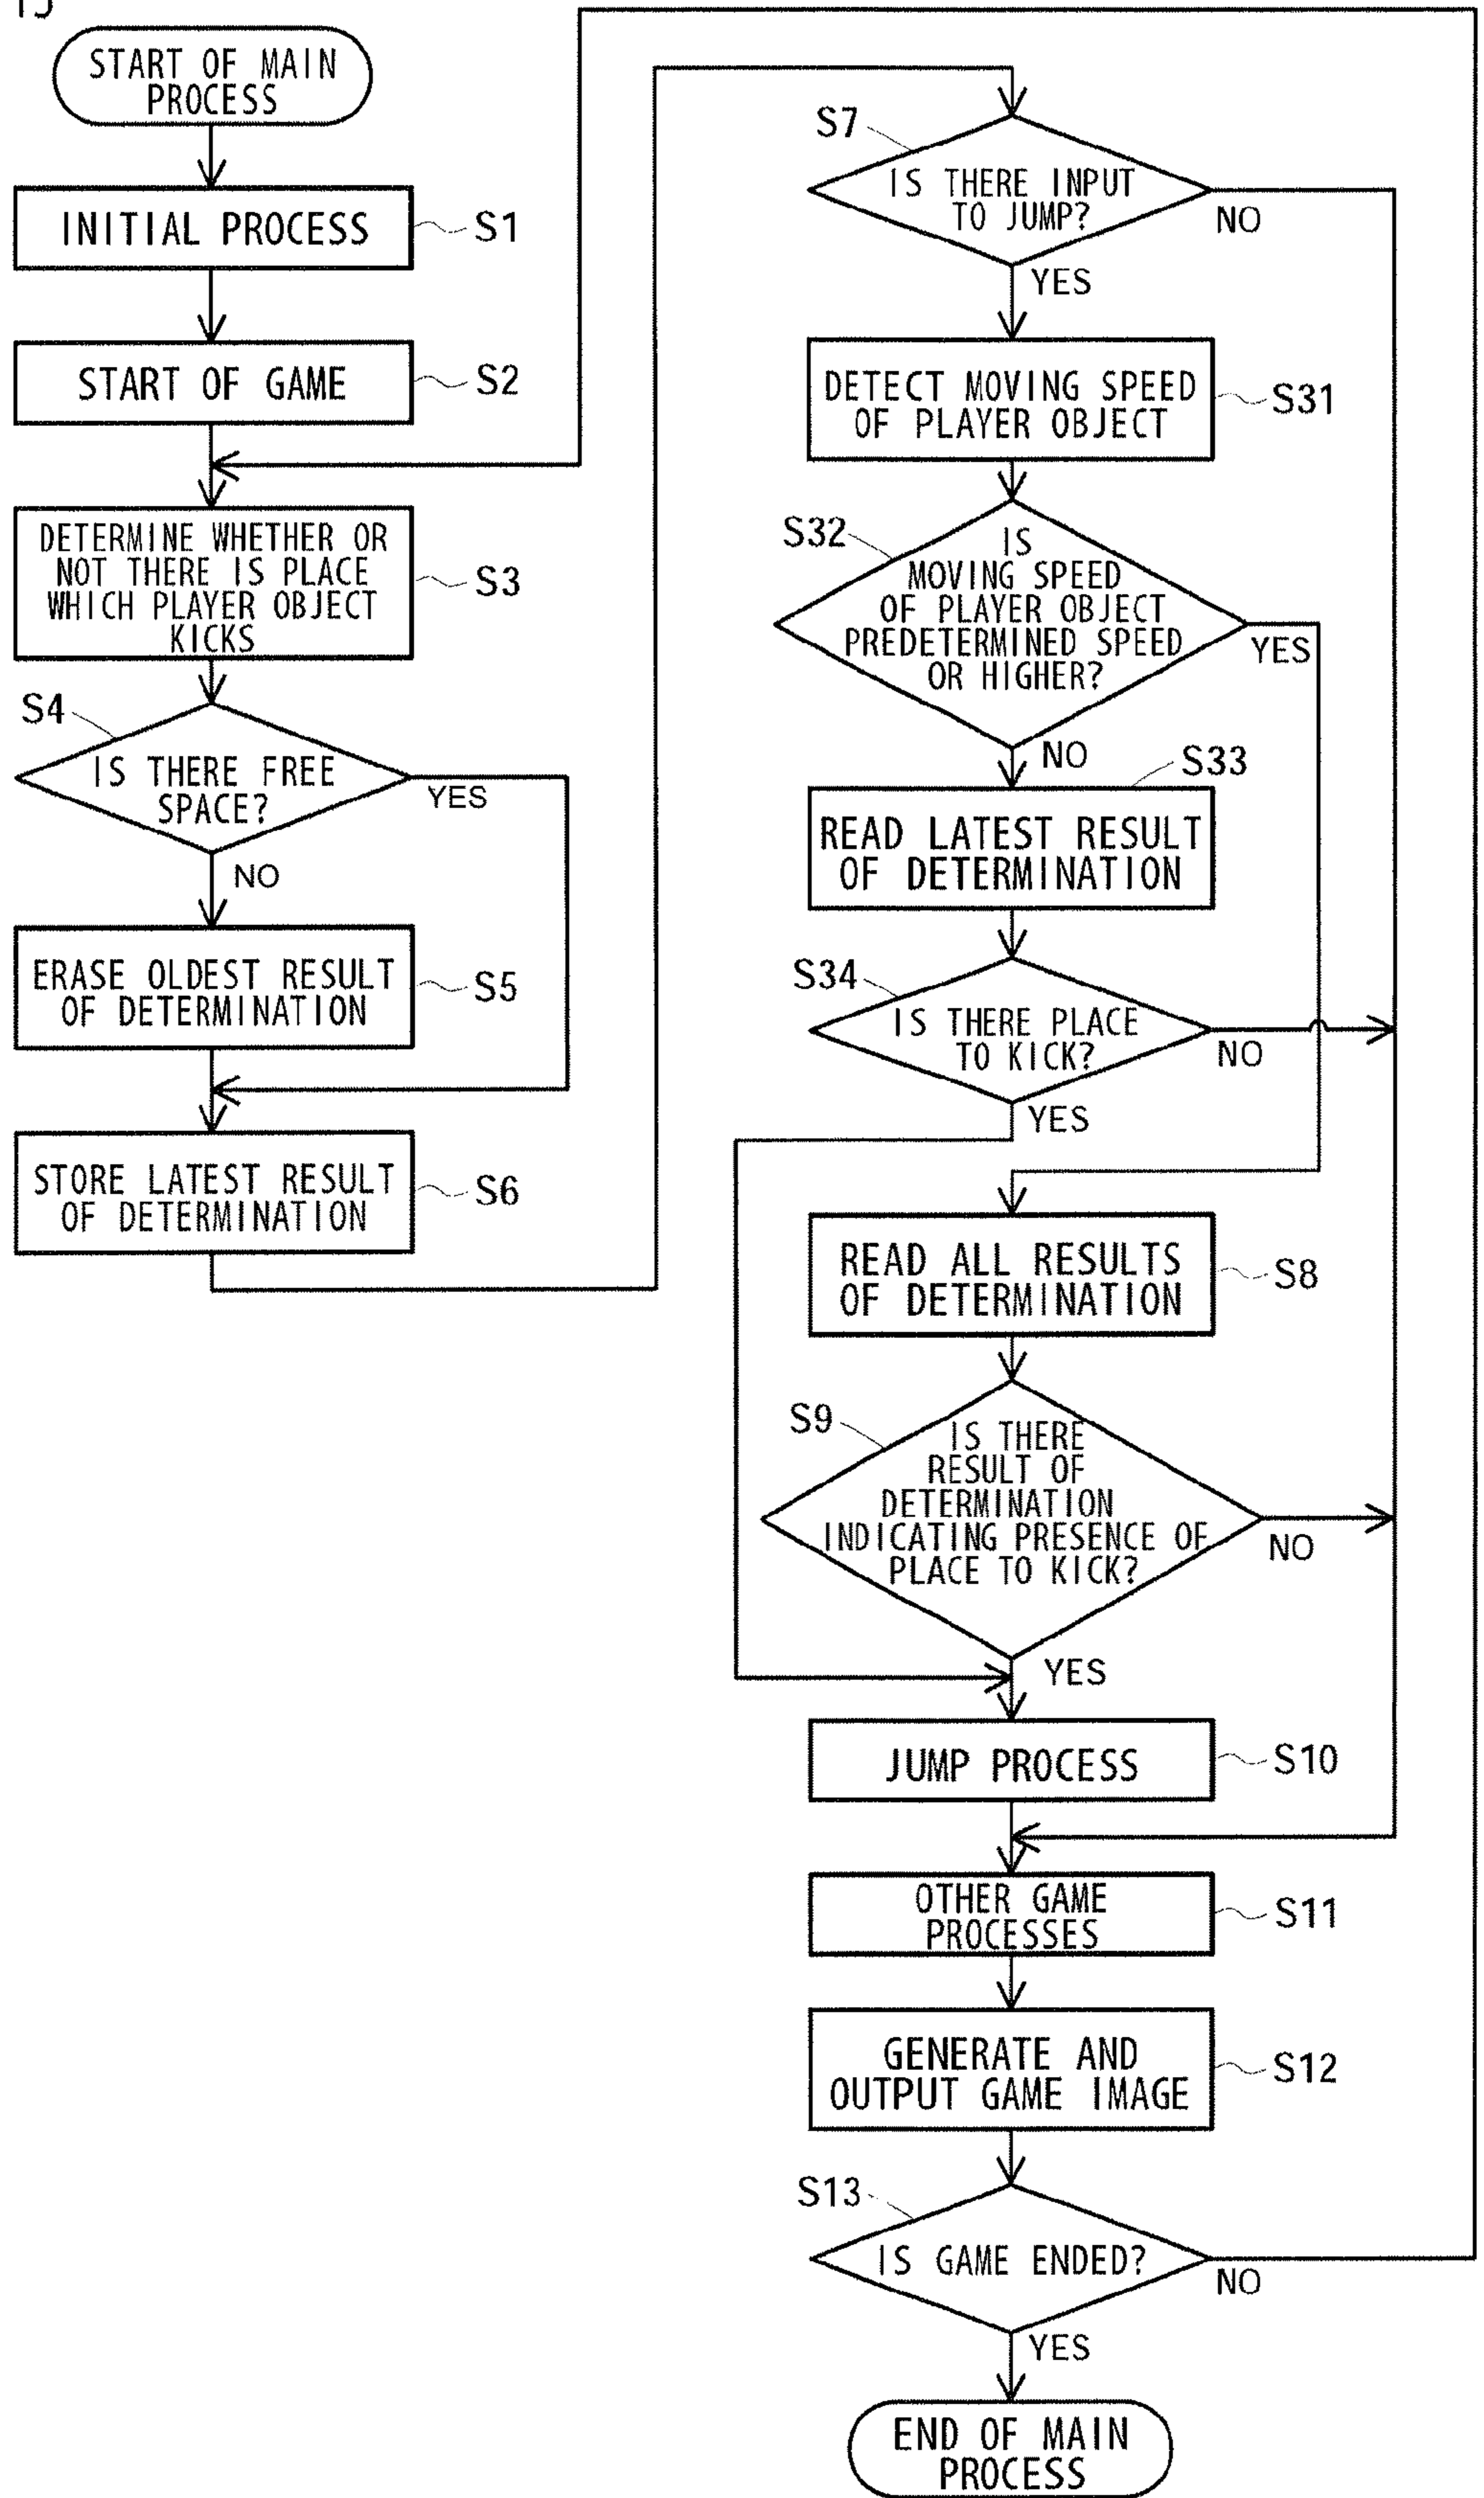 START OF MAIN
PROCESS
INITIAL PROCESS
S1
START OF GAME
S2
DETERMINE WHETHER OR
NOT THERE IS PLACE
WHICH PLAYER OBJECT
KICKS
S3
S4
IS THERE FREE
SPACE?
YES
NO
ERASE OLDEST RESULT
OF DETERMINATION
S5
STORE LATEST RESULT
OF DETERMINATION
S6
S7
IS THERE INPUT
TO JUMP?
NO
YES
DETECT MOVING SPEED
OF PLAYER OBJECT
S31
S32
IS
MOVING SPEED
OF PLAYER OBJECT
PREDETERMINED SPEED
OR HIGHER?
YES
NO
S33
READ LATEST RESULT
OF DETERMINATION
S34
IS THERE PLACE
TO KICK?
NO
YES
READ ALL RESULTS
OF DETERMINATION
S8
S9
IS THERE
RESULT OF
DETERMINATION
INDICATING PRESENCE OF
PLACE TO KICK?
NO
YES
JUMP PROCESS
S10
OTHER GAME
PROCESSES
S11
GENERATE AND
OUTPUT GAME IMAGE
S12
S13
IS GAME ENDED?
NO
YES
END OF MAIN
PROCESS